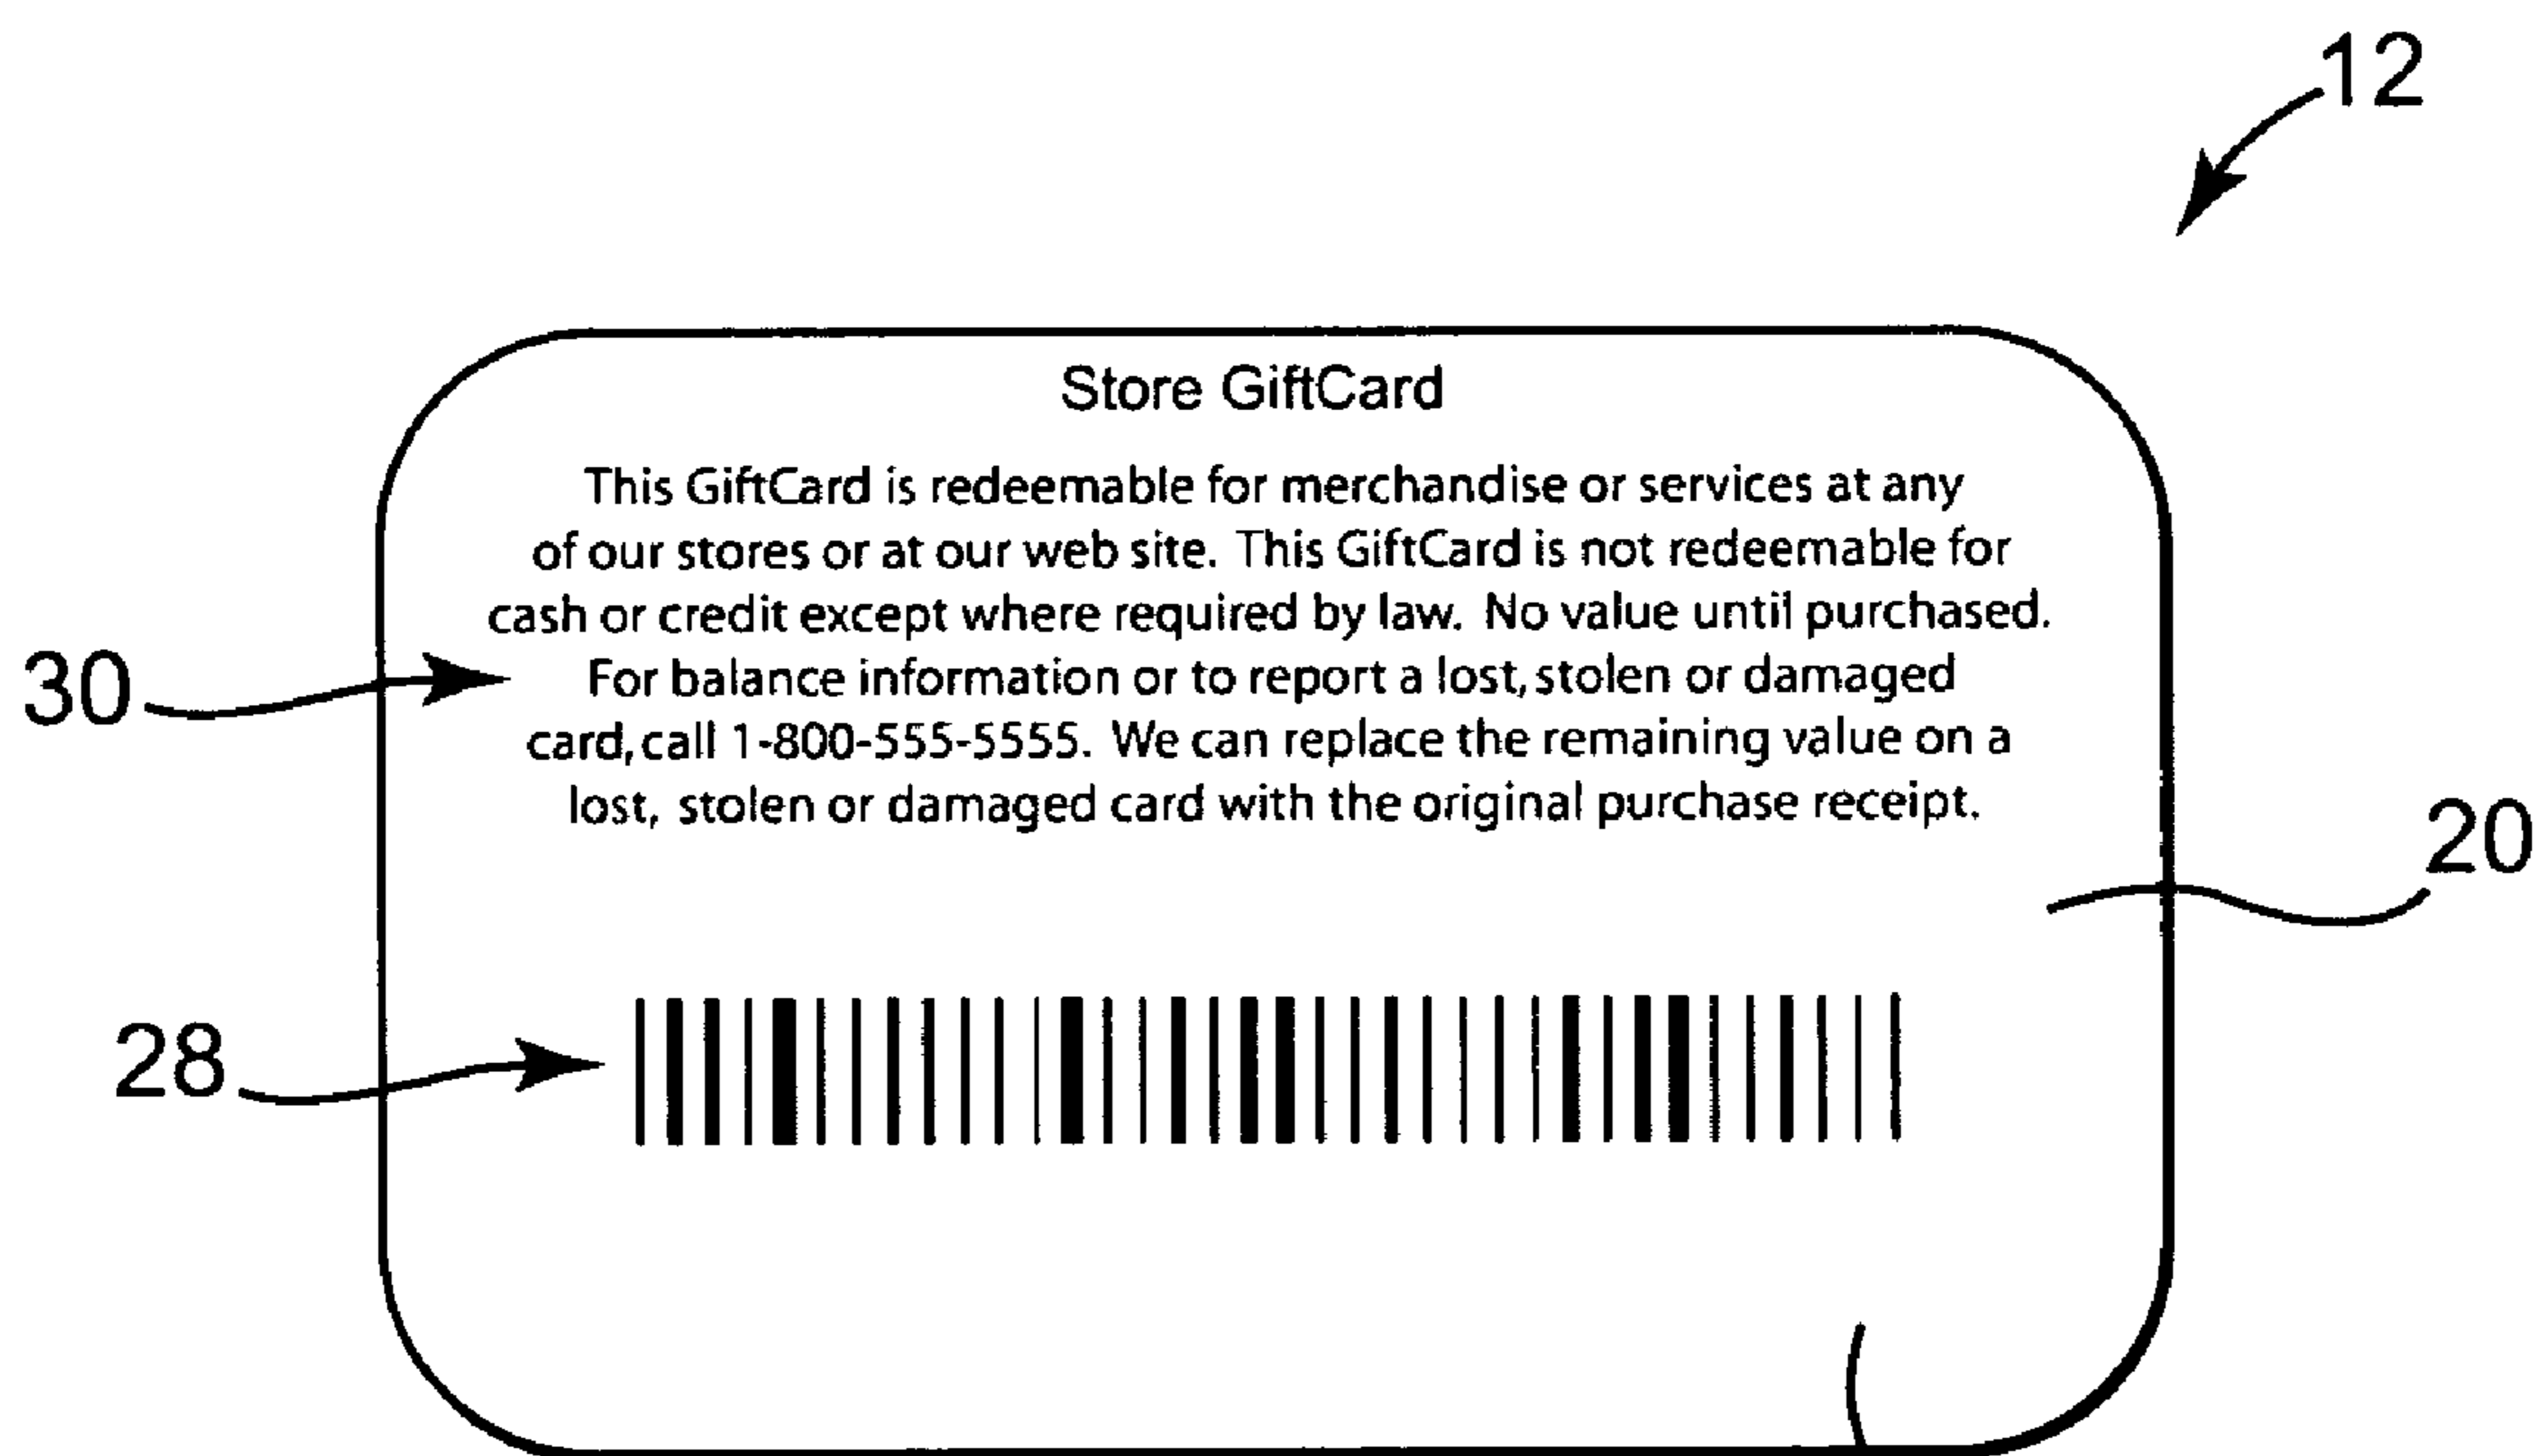 12
Store GiftCard
This GiftCard is redeemable for merchandise or services at any
of our stores or at our web site. This GiftCard is not redeemable for
cash or credit except where required by law. No value until purchased.
For balance information or to report a lost, stolen or damaged
card, call 1-800-555-5555. We can replace the remaining value on a
lost, stolen or damaged card with the original purchase receipt.
30
20
28